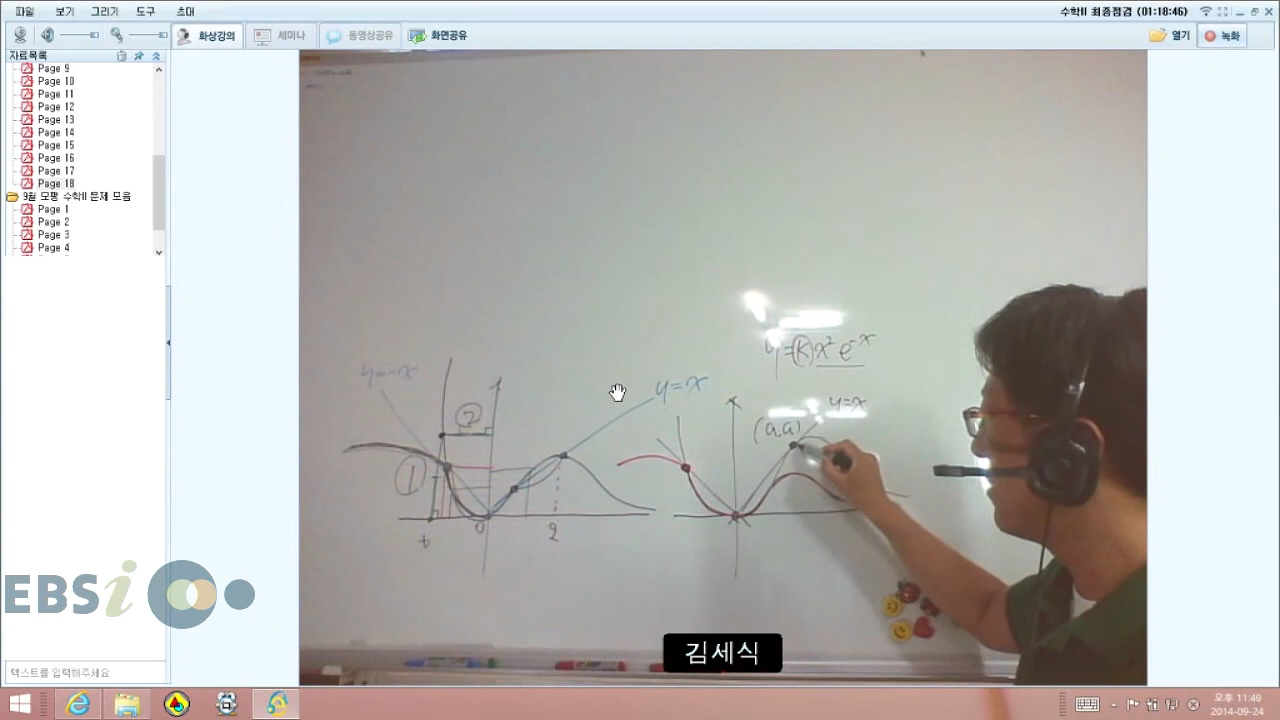 파일 보기 그리기 도구 초대
수학II 최종점검 (01:18:46)
화상강의 세미나 동영상공유 화면공유
열기 녹화
자료목록
Page 9
Page 10
Page 11
Page 12
Page 13
Page 14
Page 15
Page 16
Page 17
Page 18
9월 모평 수학II 문제 모음
Page 1
Page 2
Page 3
Page 4
y=kx²e⁻ˣ
y=-x
y=x
y=x
(a,a)
②
①
t
0
2
EBSi
김세식
텍스트를 입력해주세요
오후 11:49
2014-09-24